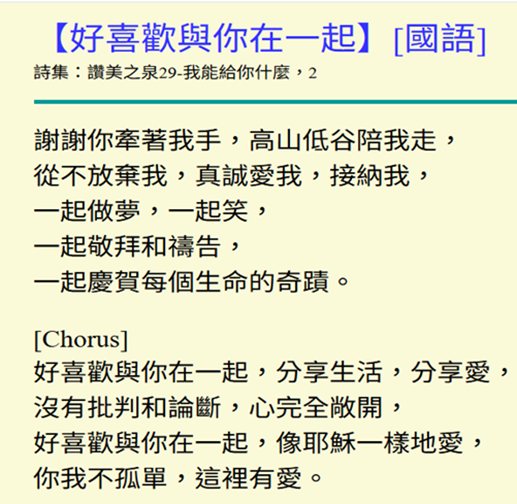 【好喜歡與你在一起】[國語]
詩集：讚美之泉29-我能給你什麼，2
謝謝你牽著我手，高山低谷陪我走，
從不放棄我，真誠愛我，接納我，
一起做夢，一起笑，
一起敬拜和禱告，
一起慶賀每個生命的奇蹟。
[Chorus]
好喜歡與你在一起，分享生活，分享愛，
沒有批判和論斷，心完全敞開，
好喜歡與你在一起，像耶穌一樣地愛，
你我不孤單，這裡有愛。